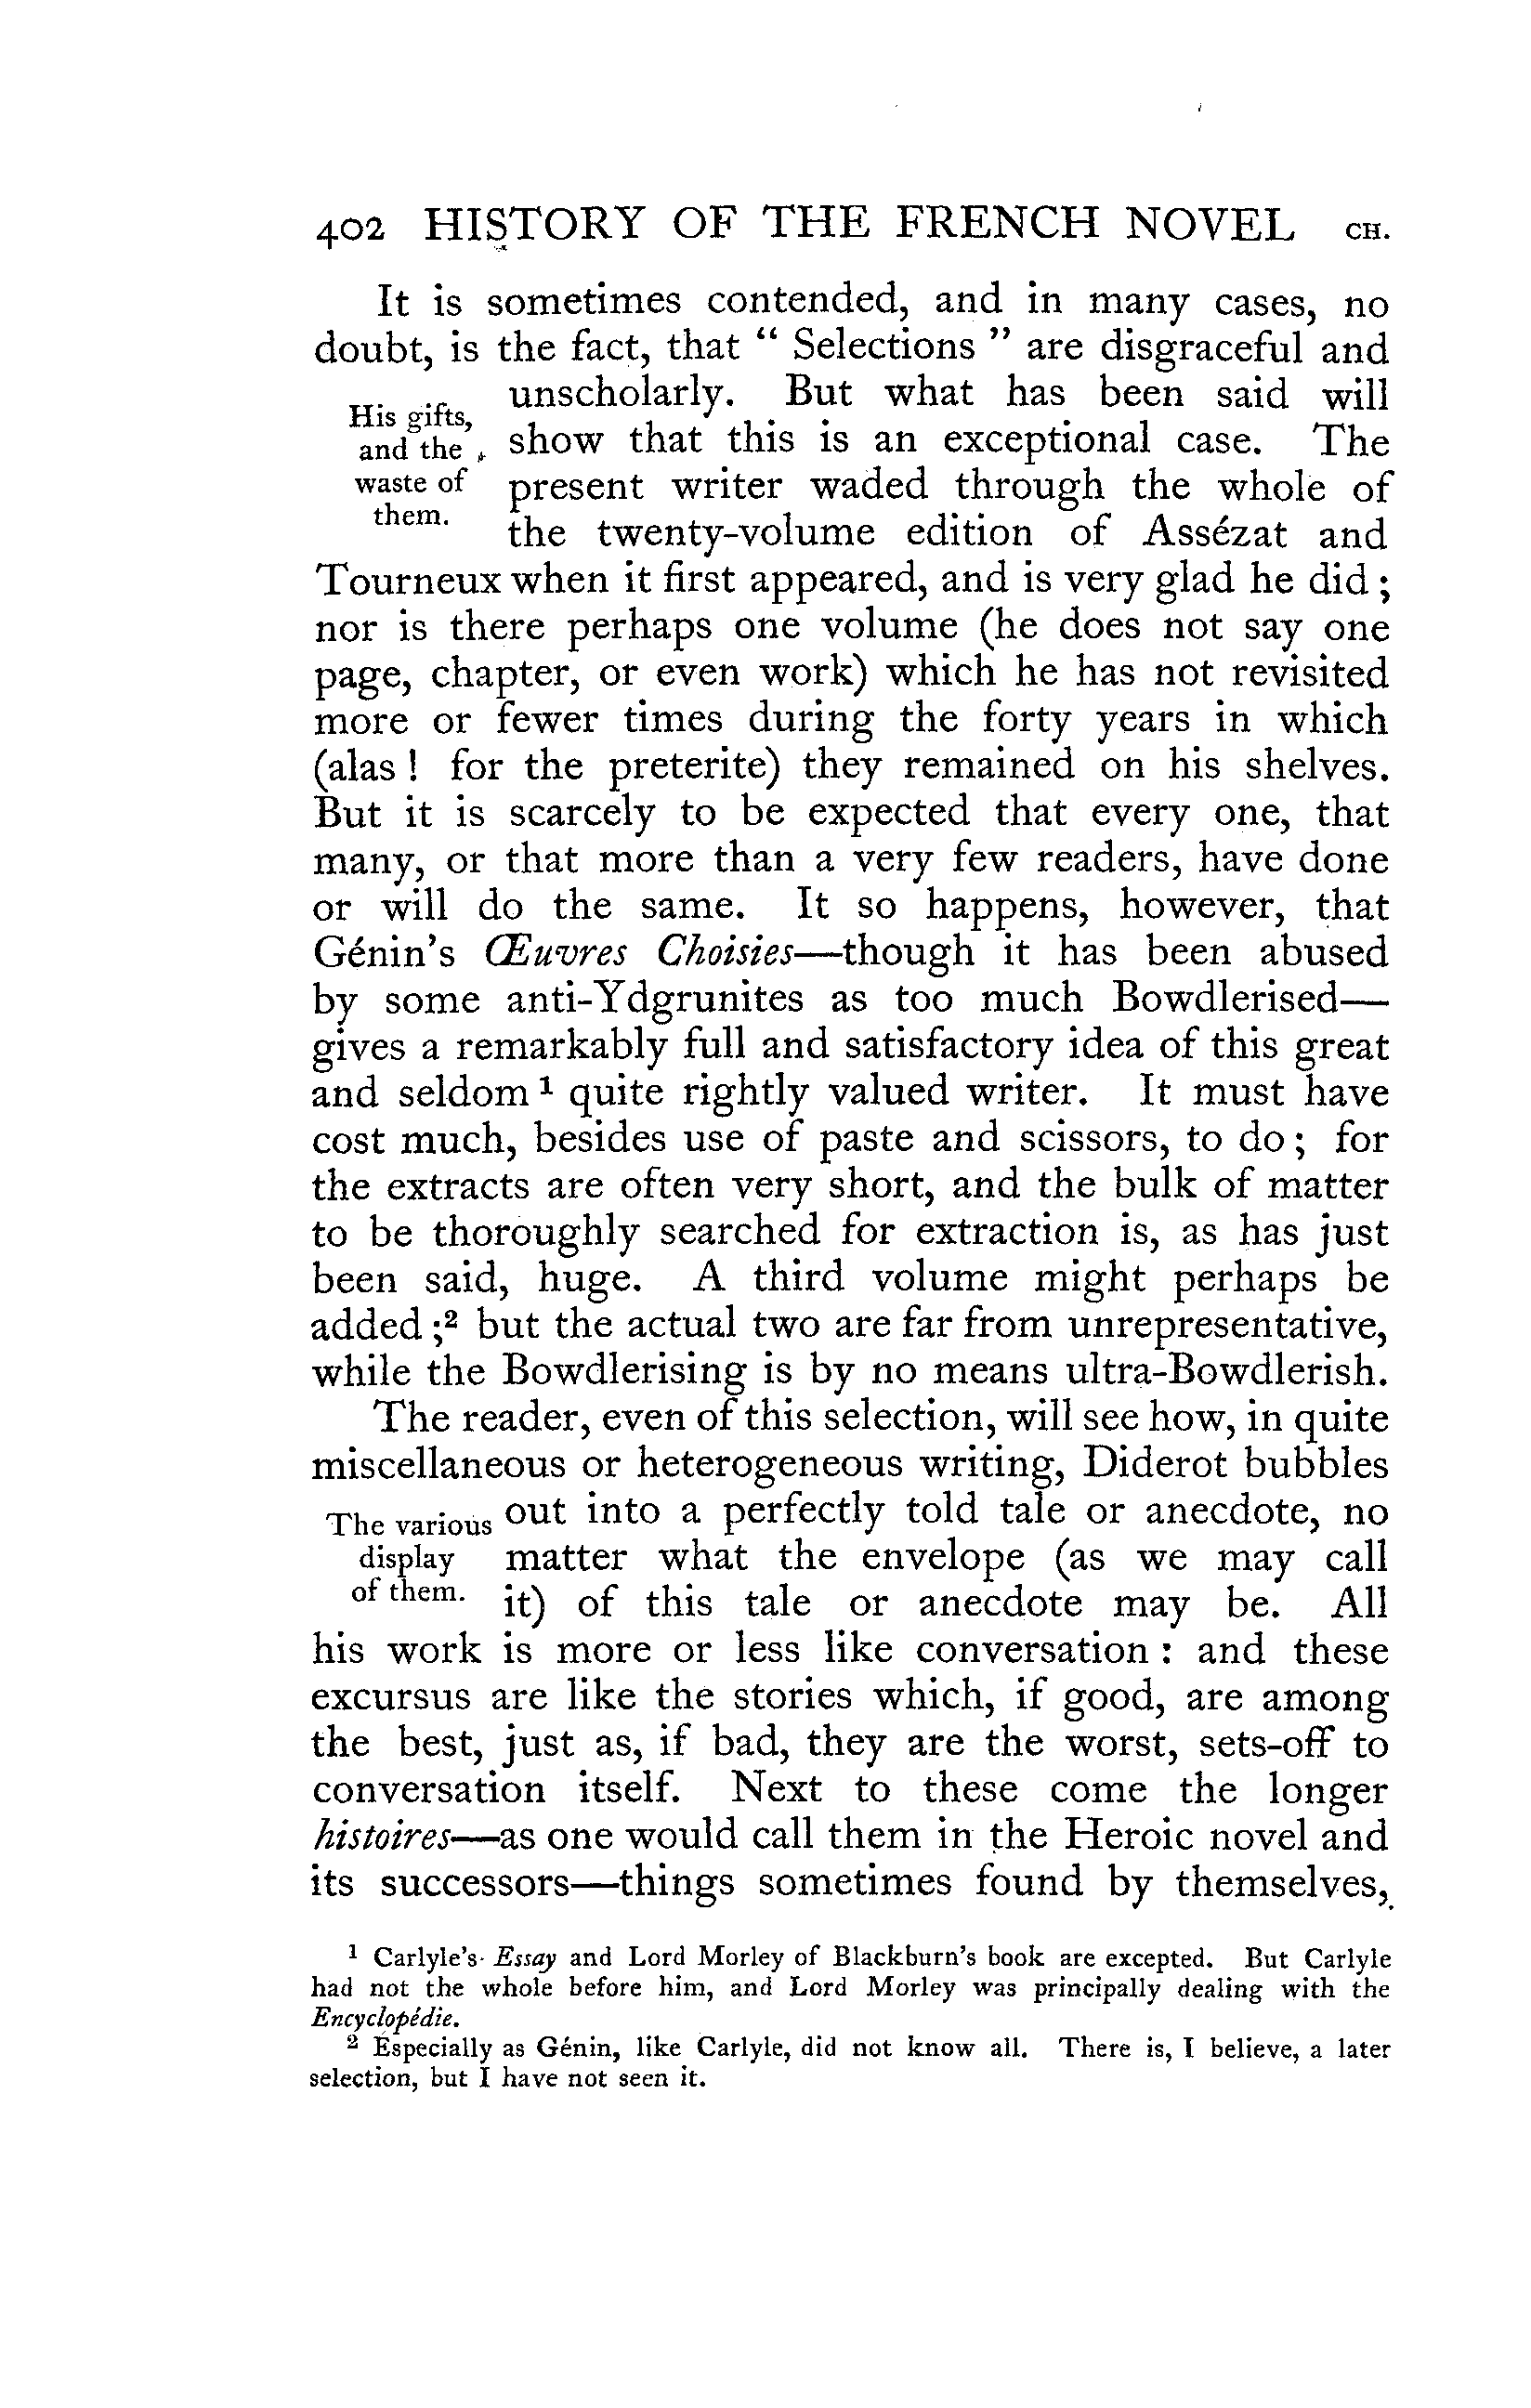 402 HISTORY OF THE FRENCH NOVEL CH.
It is sometimes contended, and in many cases, no
doubt, is the fact, that “ Selections ” are disgraceful and
His gifts,
and the
waste of
them.
unscholarly. But what has been said will
show that this is an exceptional case. The
present writer waded through the whole of
the twenty-volume edition of Assézat and
Tourneux when it first appeared, and is very glad he did ;
nor is there perhaps one volume (he does not say one
page, chapter, or even work) which he has not revisited
more or fewer times during the forty years in which
(alas ! for the preterite) they remained on his shelves.
But it is scarcely to be expected that every one, that
many, or that more than a very few readers, have done
or will do the same. It so happens, however, that
Génin's Œuvres Choisies—though it has been abused
by some anti-Ydgrunites as too much Bowdlerised—
gives a remarkably full and satisfactory idea of this great
and seldom ¹ quite rightly valued writer. It must have
cost much, besides use of paste and scissors, to do ; for
the extracts are often very short, and the bulk of matter
to be thoroughly searched for extraction is, as has just
been said, huge. A third volume might perhaps be
added ;² but the actual two are far from unrepresentative,
while the Bowdlerising is by no means ultra-Bowdlerish.
The reader, even of this selection, will see how, in quite
miscellaneous or heterogeneous writing, Diderot bubbles
The various
display
of them.
out into a perfectly told tale or anecdote, no
matter what the envelope (as we may call
it) of this tale or anecdote may be. All
his work is more or less like conversation : and these
excursus are like the stories which, if good, are among
the best, just as, if bad, they are the worst, sets-off to
conversation itself. Next to these come the longer
histoires—as one would call them in the Heroic novel and
its successors—things sometimes found by themselves,
¹ Carlyle's Essay and Lord Morley of Blackburn's book are excepted. But Carlyle
had not the whole before him, and Lord Morley was principally dealing with the
Encyclopédie.
² Especially as Génin, like Carlyle, did not know all. There is, I believe, a later
selection, but I have not seen it.